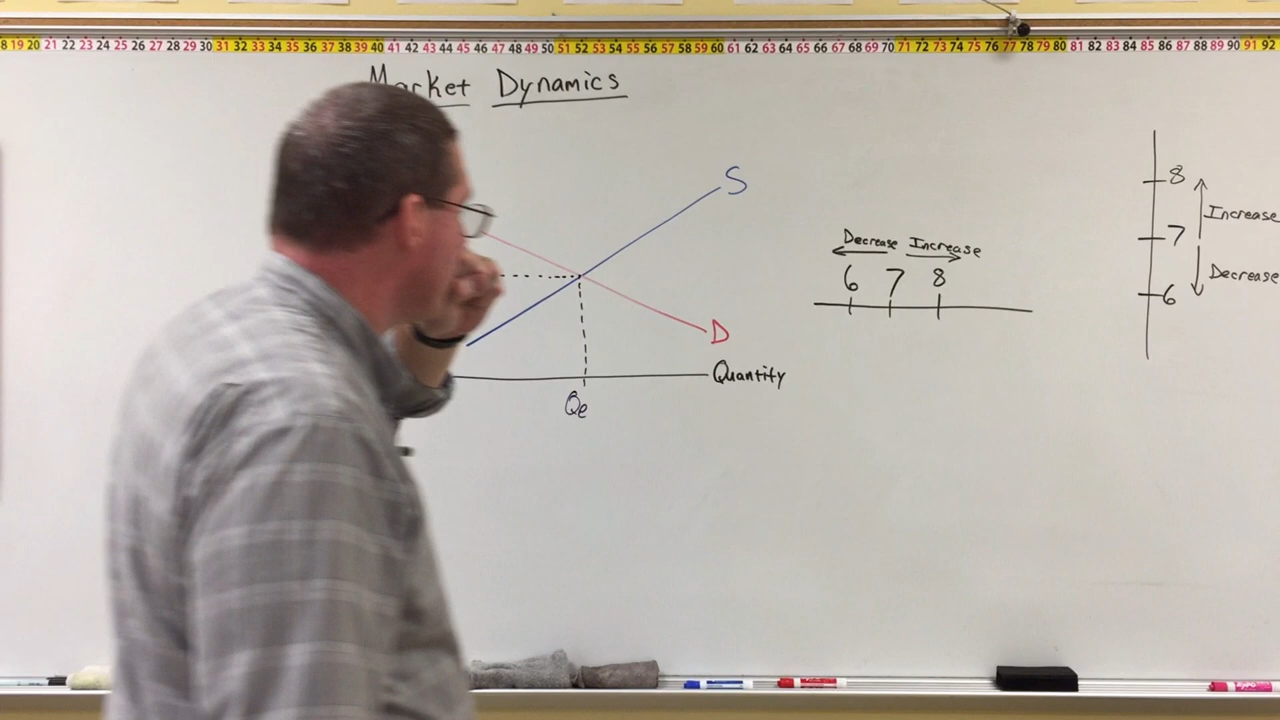 8 19 20 21 22 23 24 25 26 27 28 29 30 31 32 33 34 35 36 37 38 39 40 41 42 43 44 45 46 47 48 49 50 51 52 53 54 55 56 57 58 59 60 61 62 63 64 65 66 67 68 69 70 71 72 73 74 75 76 77 78 79 80 81 82 83 84 85 86 87 88 89 90 91 92
Market Dynamics
S
D
Quantity
Qe
Decrease Increase
6 7 8
8
Increase
7
Decrease
6